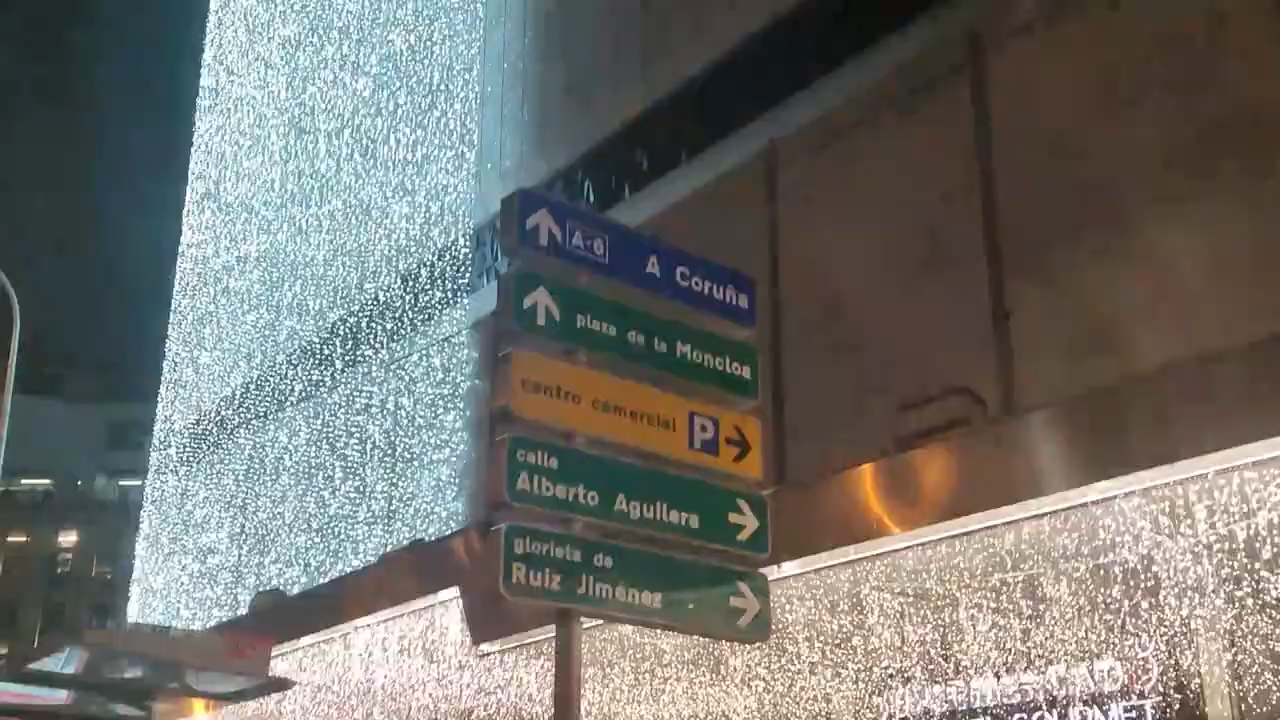 A-6 A Coruña
plaza de la Moncloa
centro comercial P
calle
Alberto Aguilera
glorieta de
Ruiz Jiménez